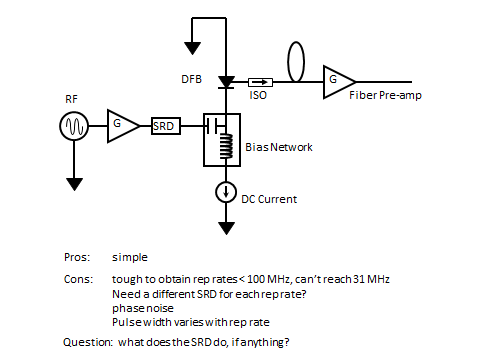 DFB
ISO
G
Fiber Pre-amp
RF
G
SRD
Bias Network
DC Current
Pros: simple
Cons: tough to obtain rep rates < 100 MHz, can't reach 31 MHz
Need a different SRD for each rep rate?
phase noise
Pulse width varies with rep rate
Question: what does the SRD do, if anything?